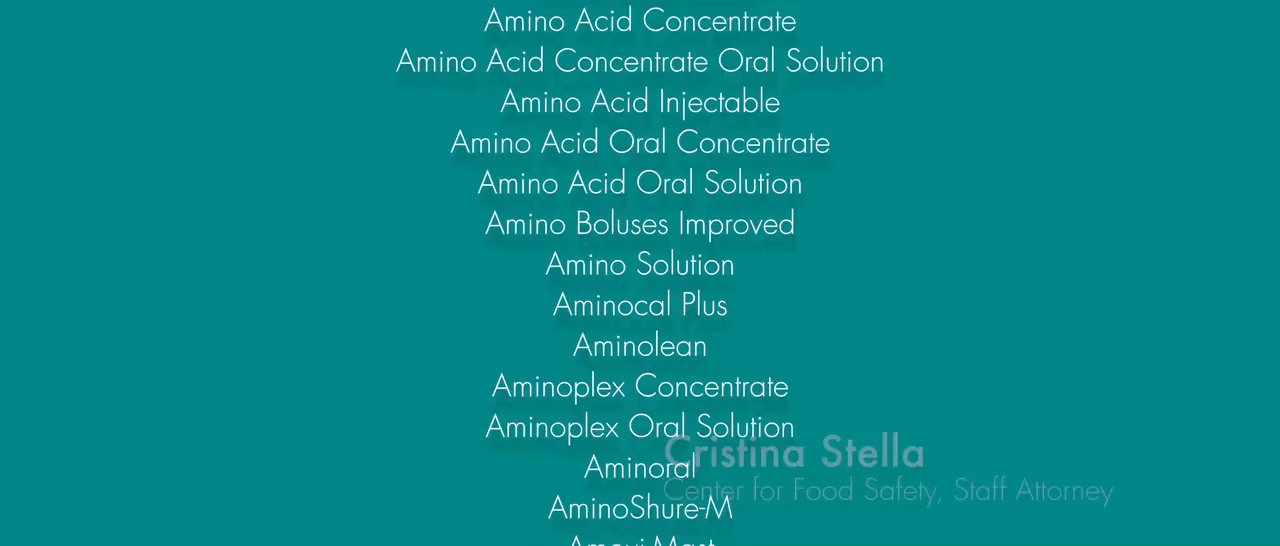 Amino Acid Concentrate
Amino Acid Concentrate Oral Solution
Amino Acid Injectable
Amino Acid Oral Concentrate
Amino Acid Oral Solution
Amino Boluses Improved
Amino Solution
Aminocal Plus
Aminolean
Aminoplex Concentrate
Aminoplex Oral Solution
Cristina Stella
Aminoral
Center for Food Safety, Staff Attorney
AminoShure-M